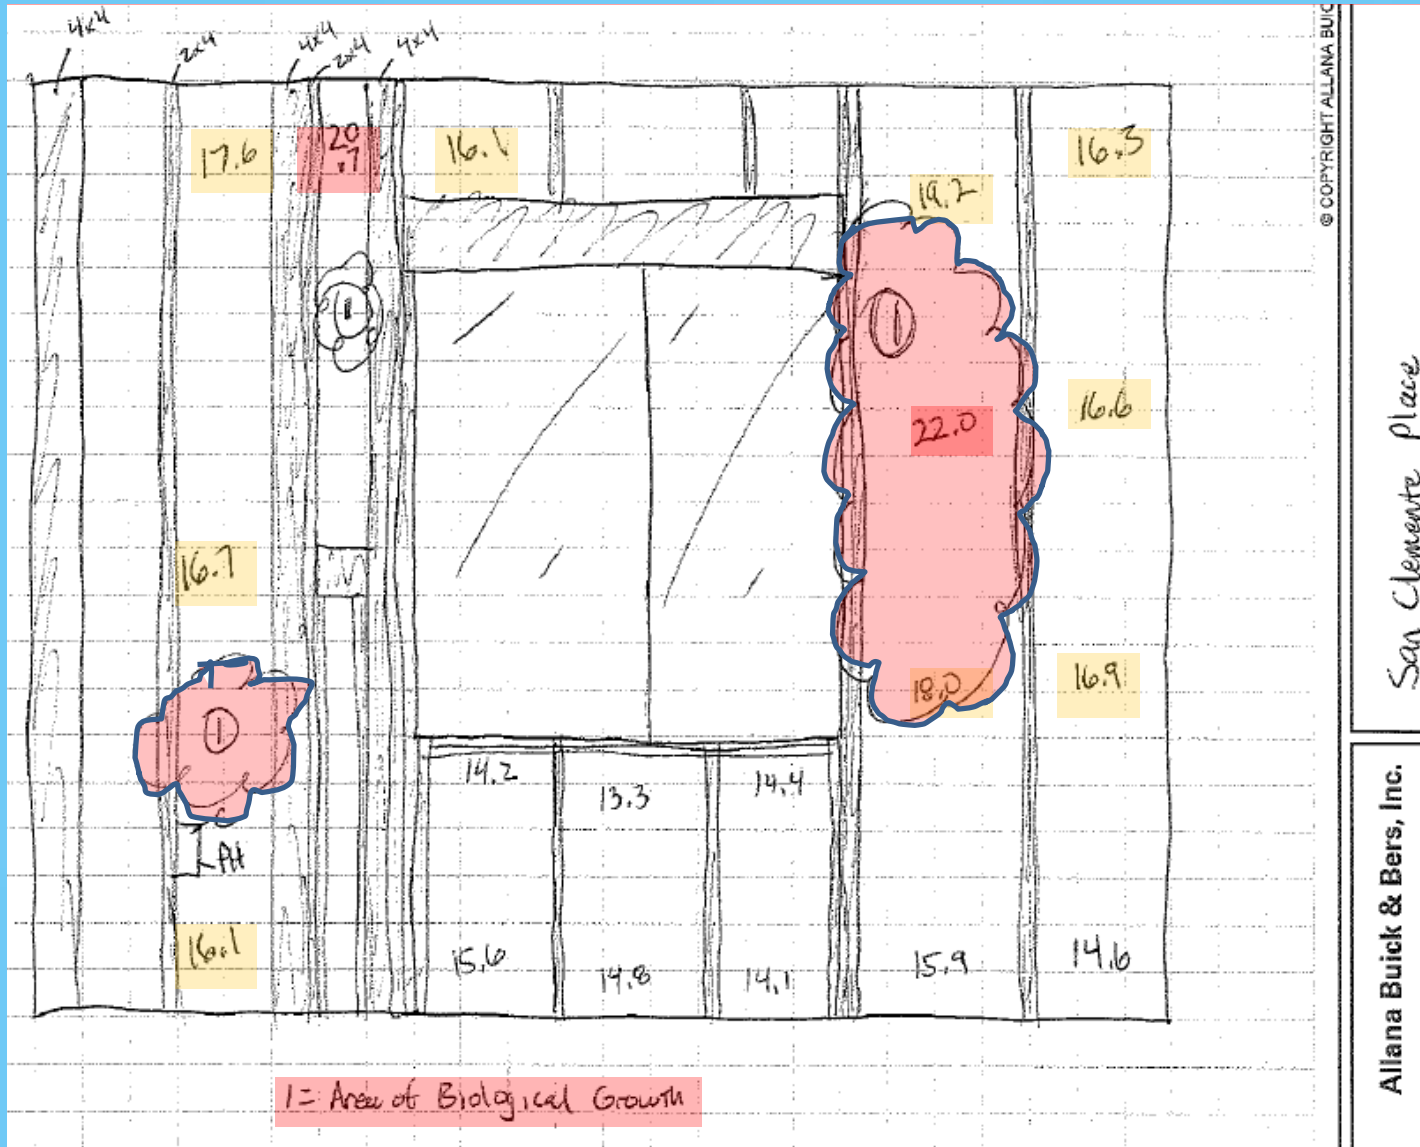 4x4
2x4
4x4
2x4
4x4
17.6
20
.7
16.1
16.3
19.2
1
1
22.0
16.6
16.7
18.0
16.9
1
14.2
13.3
14.4
PH
16.1
15.6
14.8
14.1
15.9
14.6
1= Area of Biological Growth
© COPYRIGHT ALLANA BUIC
San Clemente Place
Allana Buick & Bers, Inc.